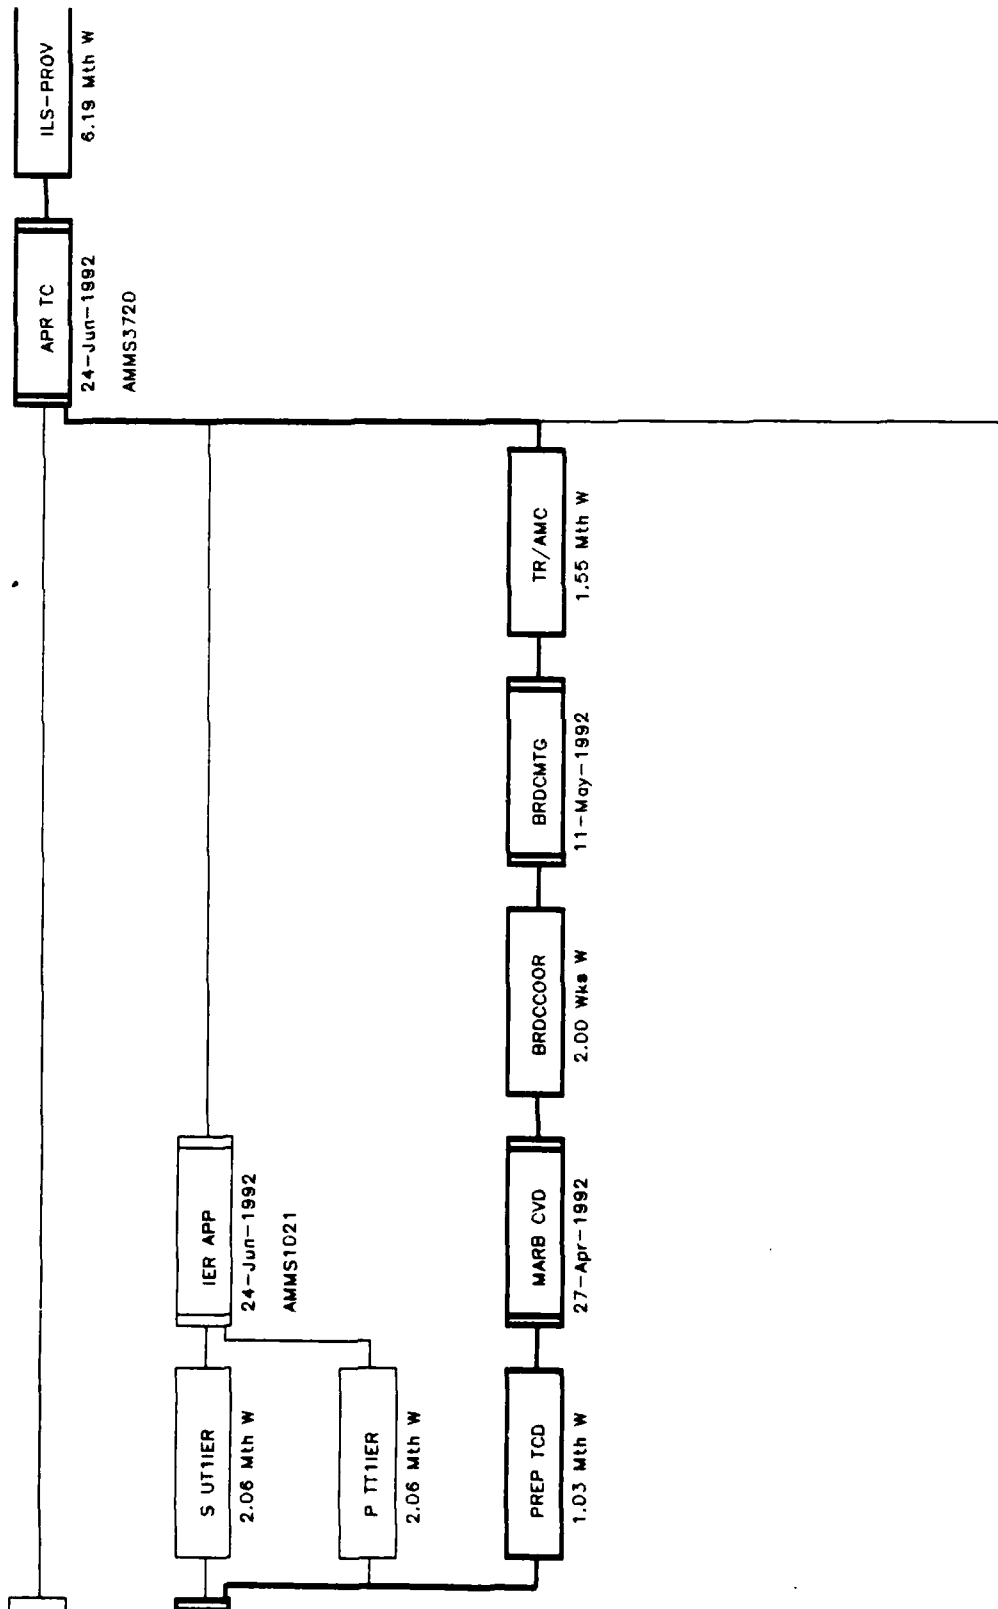 ILS-PROV
6.19 Mth W
APR TC
24-Jun-1992
AMMS3720
TR/AMC
1.55 Mth W
BRDCMTG
11-May-1992
BRDCCOOR
2.00 Wks W
IER APP
24-Jun-1992
AMMS1021
MARB CVD
27-Apr-1992
S UT1IER
2.06 Mth W
P TT1IER
2.06 Mth W
PREP TCD
1.03 Mth W